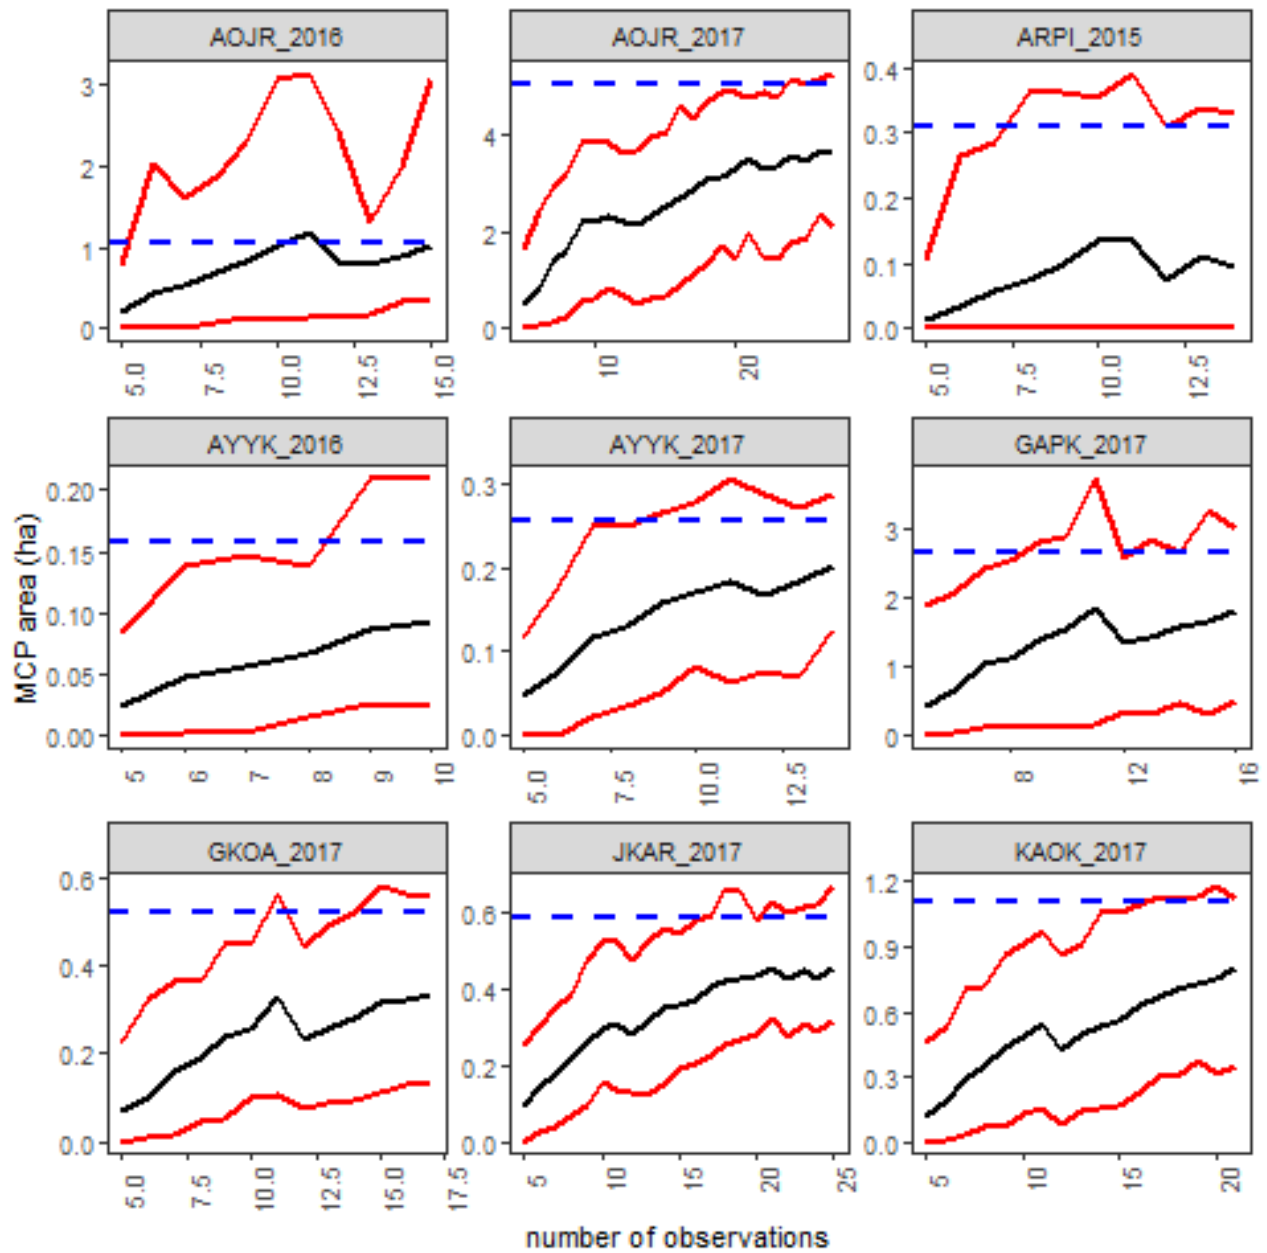 AOJR_2016 AOJR_2017 ARPI_2015
3 2 1 0
4 2 0
0.4 0.3 0.2 0.1 0.0
5.0 7.5 10.0 12.5 15.0
10 20
5.0 7.5 10.0 12.5
AYYK_2016 AYYK_2017 GAPK_2017
MCP area (ha)
0.20 0.15 0.10 0.05 0.00
0.3 0.2 0.1 0.0
3 2 1 0
5 6 7 8 9 10
5.0 7.5 10.0 12.5
8 12 16
GKOA_2017 JKAR_2017 KAOK_2017
0.6 0.4 0.2 0.0
0.6 0.4 0.2 0.0
1.2 0.9 0.6 0.3 0.0
5.0 7.5 10.0 12.5 15.0 17.5
5 10 15 20 25
5 10 15 20
number of observations